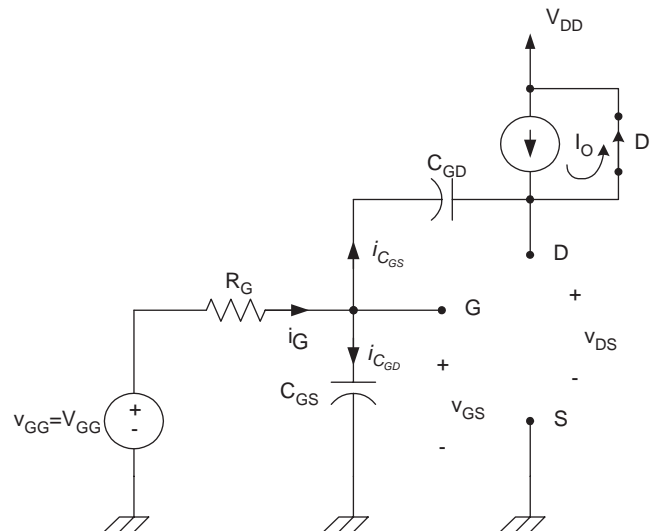 V_DD
I_O
D
C_GD
i_C_GS
D
R_G
G
+
i_G
i_C_GD
v_DS
+
C_GS
-
v_GG=V_GG
+
-
v_GS
S
-